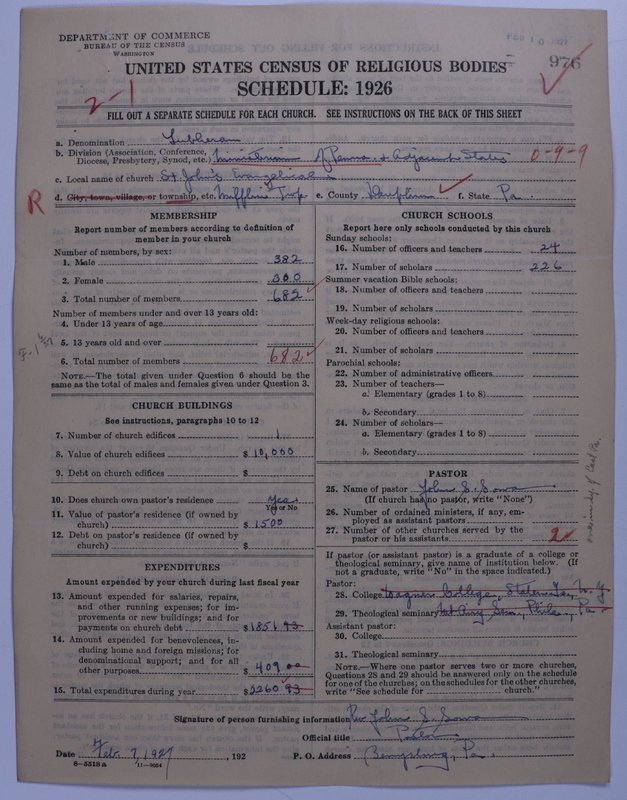 DEPARTMENT OF COMMERCE
BUREAU OF THE CENSUS
WASHINGTON
FEB 10 1927
976
UNITED STATES CENSUS OF RELIGIOUS BODIES
SCHEDULE: 1926
2-1
FILL OUT A SEPARATE SCHEDULE FOR EACH CHURCH. SEE INSTRUCTIONS ON THE BACK OF THIS SHEET
a. Denomination Lutheran
b. Division (Association, Conference, Diocese, Presbytery, Synod, etc.) Ministerium of Penna. & Adjacent States 0-9-9
c. Local name of church St John's Evangelical
R
d. City, town, village, or township, etc. Mifflin Twp e. County Dauphin f. State Pa.
MEMBERSHIP
Report number of members according to definition of member in your church
Number of members, by sex:
1. Male 382
2. Female 300
3. Total number of members 682
Number of members under and over 13 years old:
4. Under 13 years of age
5. 13 years old and over
6. Total number of members 682
NOTE.—The total given under Question 6 should be the same as the total of males and females given under Question 3.
CHURCH BUILDINGS
See instructions, paragraphs 10 to 12
7. Number of church edifices 1
8. Value of church edifices $ 10,000
9. Debt on church edifices $
10. Does church own pastor's residence Yes
Yes or No
11. Value of pastor's residence (if owned by church) $ 1500
12. Debt on pastor's residence (if owned by church) $
EXPENDITURES
Amount expended by your church during last fiscal year
13. Amount expended for salaries, repairs, and other running expenses; for improvements or new buildings; and for payments on church debt $ 1851 93
14. Amount expended for benevolences, including home and foreign missions; for denominational support; and for all other purposes $ 409 00
15. Total expenditures during year $ 2260 93
CHURCH SCHOOLS
Report here only schools conducted by this church
Sunday schools:
16. Number of officers and teachers 24
17. Number of scholars 226
Summer vacation Bible schools:
18. Number of officers and teachers
19. Number of scholars
Week-day religious schools:
20. Number of officers and teachers
21. Number of scholars
Parochial schools:
22. Number of administrative officers
23. Number of teachers—
a. Elementary (grades 1 to 8)
b. Secondary
24. Number of scholars—
a. Elementary (grades 1 to 8)
b. Secondary
PASTOR
25. Name of pastor John S. Sowa
(If church has no pastor, write "None")
26. Number of ordained ministers, if any, employed as assistant pastors
27. Number of other churches served by the pastor or his assistants 2
If pastor (or assistant pastor) is a graduate of a college or theological seminary, give name of institution below. (If not a graduate, write "No" in the space indicated.)
Pastor:
28. College Wagner College, Staten Is., N.Y.
29. Theological seminary Mt Airy Sem., Phila., Pa.
Assistant pastor:
30. College
31. Theological seminary
NOTE.—Where one pastor serves two or more churches, Questions 28 and 29 should be answered only on the schedule for one of the churches; on the schedules for the other churches, write "See schedule for church."
Signature of person furnishing information Rev. John S. Sowa
Official title Pastor
Date Feb. 7, 1927, 192 P. O. Address Berrysburg, Pa.
8-5518a 11-9054